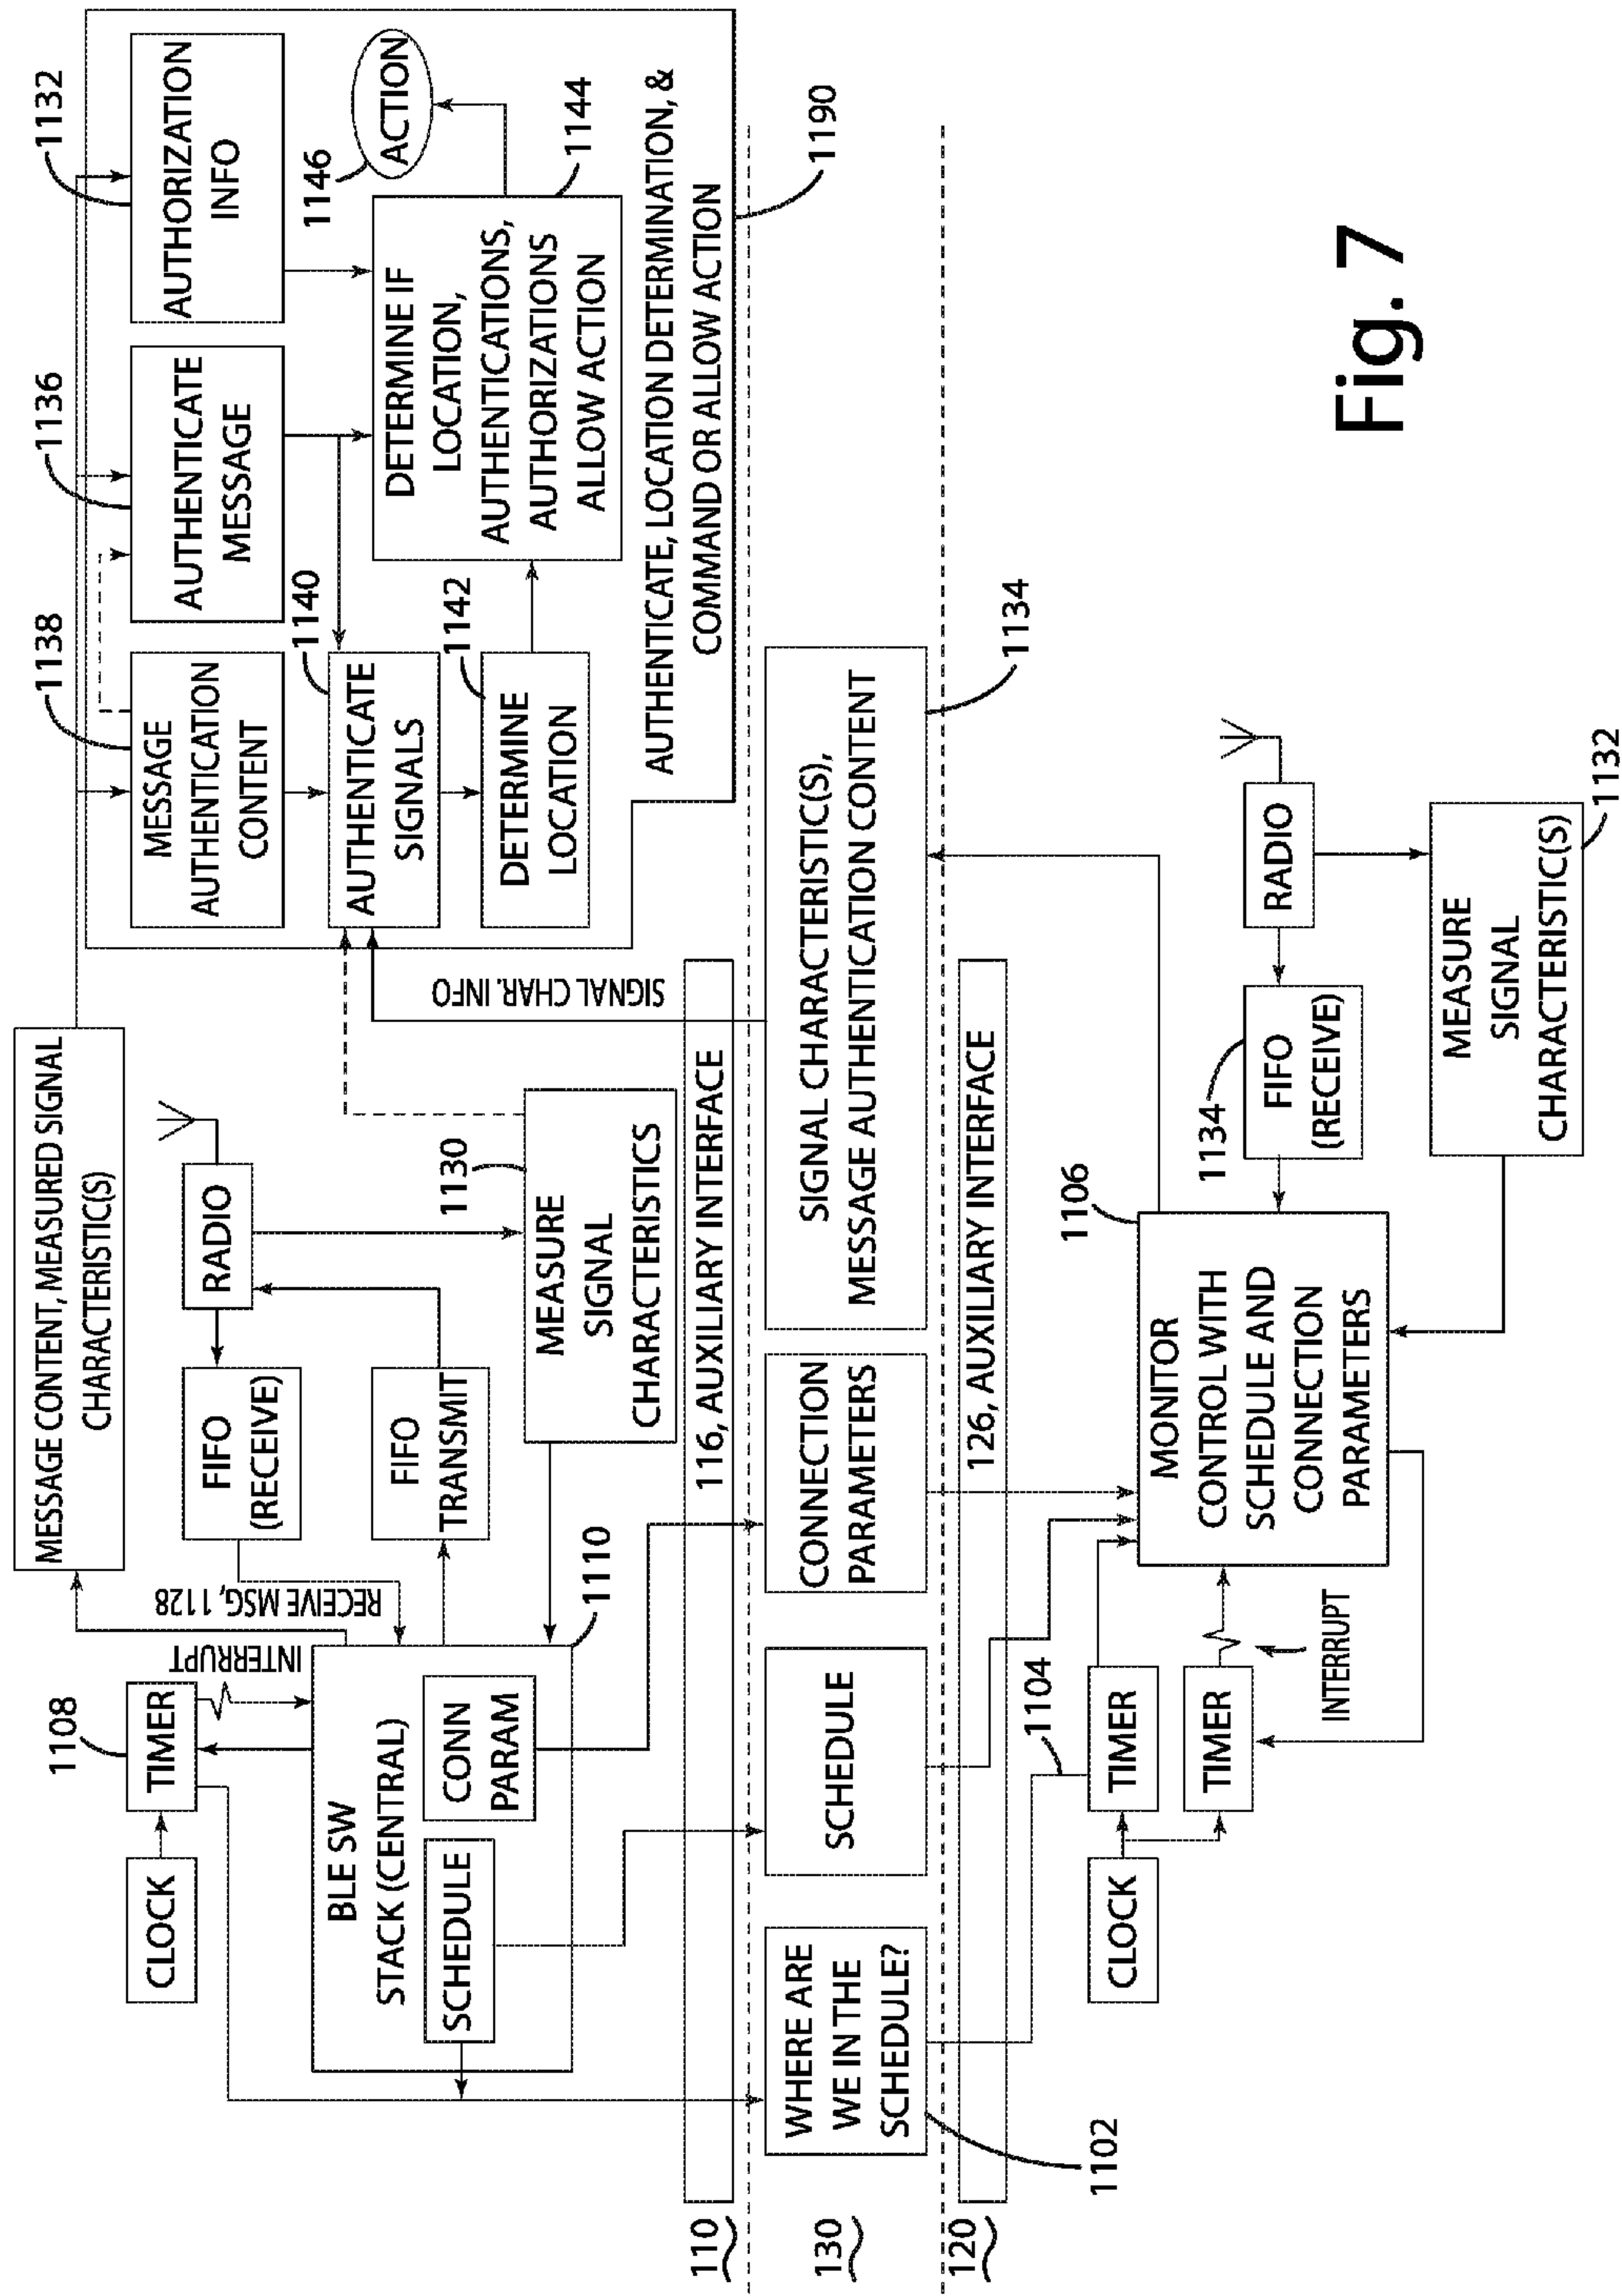 MESSAGE CONTENT, MEASURED SIGNAL
CHARACTERISTIC(S)
1108
CLOCK
TIMER
INTERRUPT
RECEIVE MSG, 1128
FIFO
(RECEIVE)
RADIO
FIFO
TRANSMIT
BLE SW
STACK (CENTRAL)
SCHEDULE
CONN
PARAM
1110
1130
MEASURE
SIGNAL
CHARACTERISTICS
1138
MESSAGE
AUTHENTICATION
CONTENT
1136
AUTHENTICATE
MESSAGE
1132
AUTHORIZATION
INFO
1140
AUTHENTICATE
SIGNALS
1142
DETERMINE
LOCATION
1146
ACTION
DETERMINE IF
LOCATION,
AUTHENTICATIONS,
AUTHORIZATIONS
ALLOW ACTION
1144
AUTHENTICATE, LOCATION DETERMINATION, &
COMMAND OR ALLOW ACTION
1190
SIGNAL CHAR. INFO
110
116, AUXILIARY INTERFACE
130
WHERE ARE
WE IN THE
SCHEDULE?
1102
SCHEDULE
CONNECTION
PARAMETERS
SIGNAL CHARACTERISTIC(S),
MESSAGE AUTHENTICATION CONTENT
1134
120
126, AUXILIARY INTERFACE
1104
CLOCK
TIMER
TIMER
INTERRUPT
1106
MONITOR
CONTROL WITH
SCHEDULE AND
CONNECTION
PARAMETERS
1134
FIFO
(RECEIVE)
RADIO
MEASURE
SIGNAL
CHARACTERISTIC(S)
1132
Fig. 7